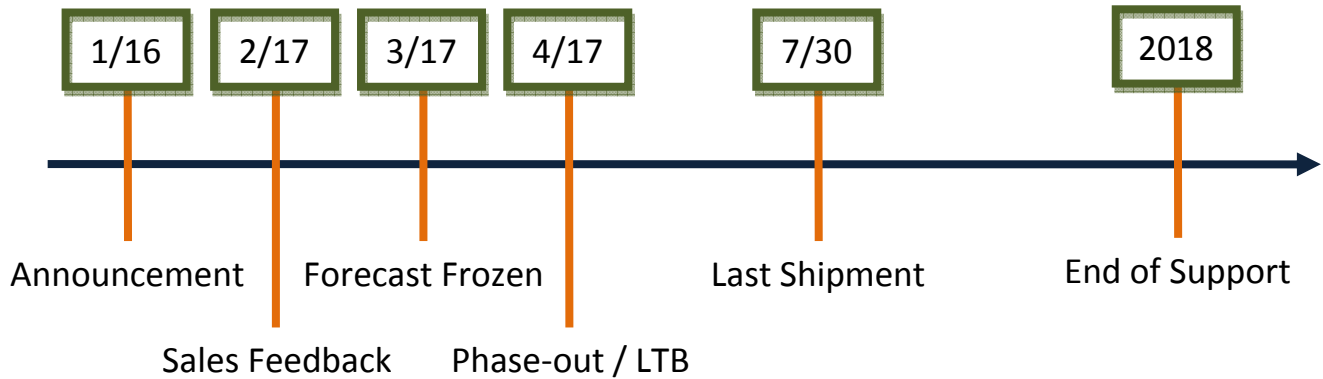 1/16 2/17 3/17 4/17 7/30 2018
Announcement Forecast Frozen Last Shipment End of Support
Sales Feedback Phase-out / LTB